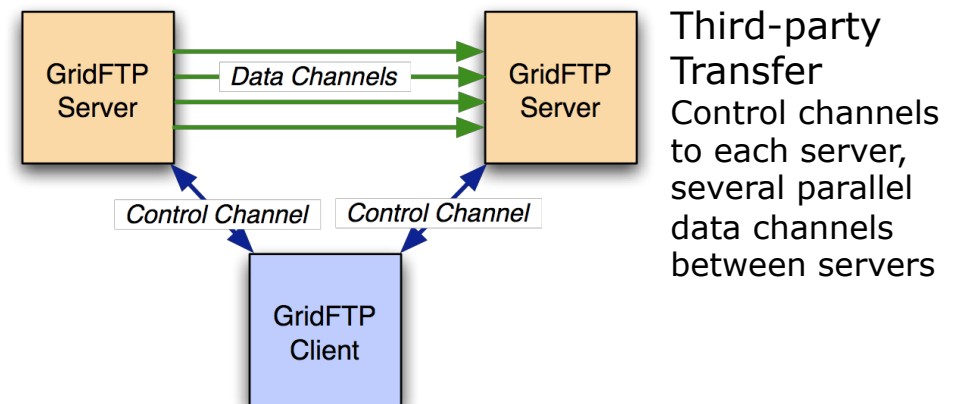 GridFTP
Server
Data Channels
GridFTP
Server
Control Channel
Control Channel
GridFTP
Client
Third-party
Transfer
Control channels
to each server,
several parallel
data channels
between servers